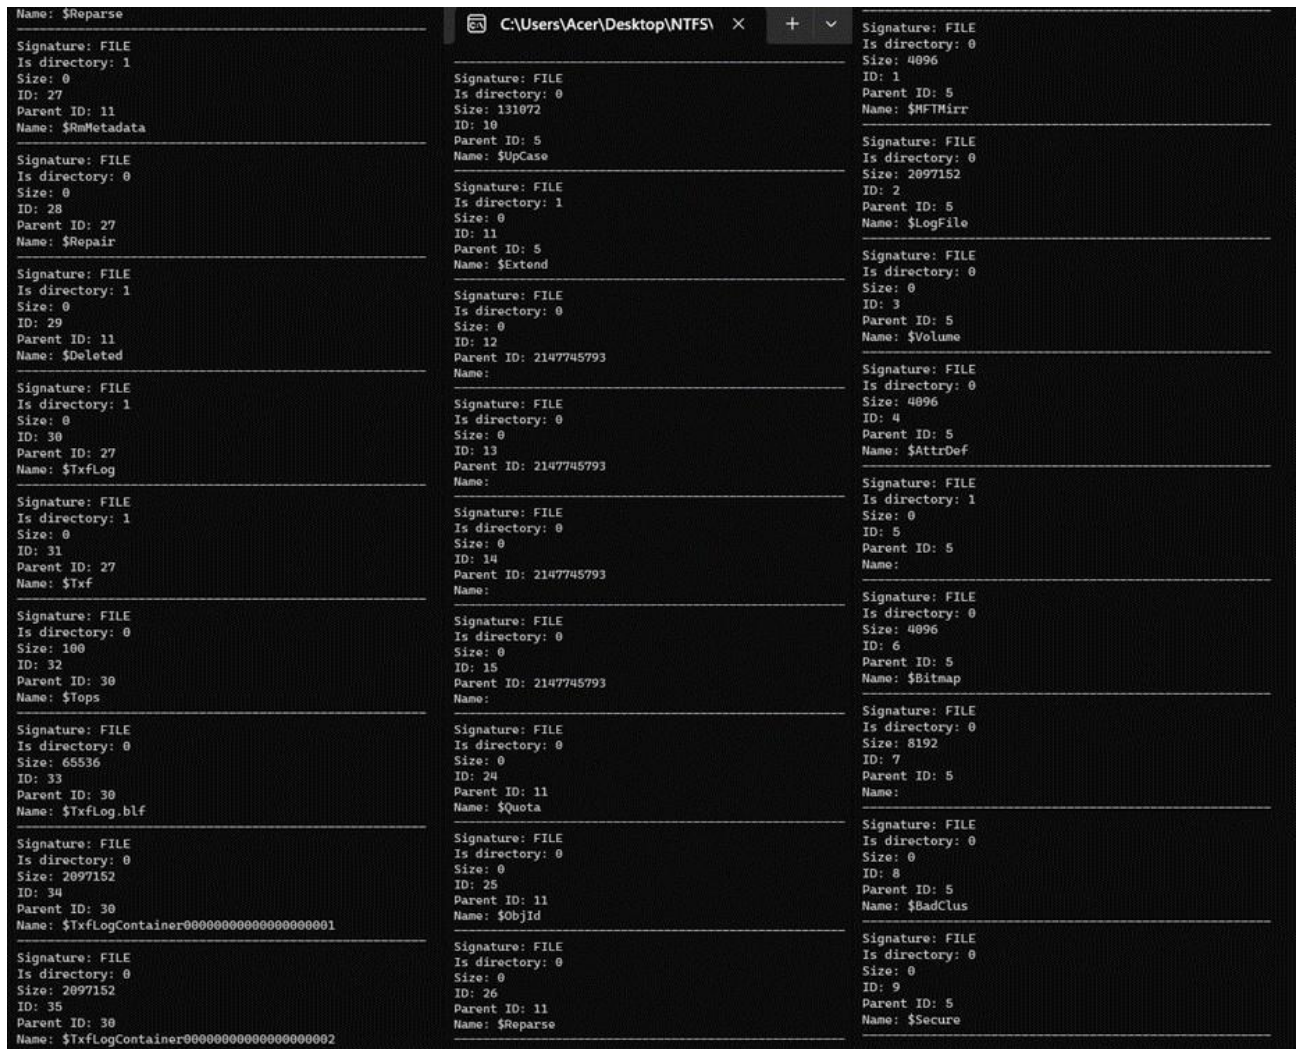 Name: $Reparse
Signature: FILE
Is directory: 1
Size: 0
ID: 27
Parent ID: 11
Name: $RmMetadata
Signature: FILE
Is directory: 0
Size: 0
ID: 28
Parent ID: 27
Name: $Repair
Signature: FILE
Is directory: 1
Size: 0
ID: 29
Parent ID: 11
Name: $Deleted
Signature: FILE
Is directory: 1
Size: 0
ID: 30
Parent ID: 27
Name: $TxfLog
Signature: FILE
Is directory: 1
Size: 0
ID: 31
Parent ID: 27
Name: $Txf
Signature: FILE
Is directory: 0
Size: 100
ID: 32
Parent ID: 30
Name: $Tops
Signature: FILE
Is directory: 0
Size: 65536
ID: 33
Parent ID: 30
Name: $TxfLog.blf
Signature: FILE
Is directory: 0
Size: 2097152
ID: 34
Parent ID: 30
Name: $TxfLogContainer00000000000000000001
Signature: FILE
Is directory: 0
Size: 2097152
ID: 35
Parent ID: 30
Name: $TxfLogContainer00000000000000000002
C:\Users\Acer\Desktop\NTFS\
Signature: FILE
Is directory: 0
Size: 131072
ID: 10
Parent ID: 5
Name: $UpCase
Signature: FILE
Is directory: 1
Size: 0
ID: 11
Parent ID: 5
Name: $Extend
Signature: FILE
Is directory: 0
Size: 0
ID: 12
Parent ID: 2147745793
Name:
Signature: FILE
Is directory: 0
Size: 0
ID: 13
Parent ID: 2147745793
Name:
Signature: FILE
Is directory: 0
Size: 0
ID: 14
Parent ID: 2147745793
Name:
Signature: FILE
Is directory: 0
Size: 0
ID: 15
Parent ID: 2147745793
Name:
Signature: FILE
Is directory: 0
Size: 0
ID: 24
Parent ID: 11
Name: $Quota
Signature: FILE
Is directory: 0
Size: 0
ID: 25
Parent ID: 11
Name: $ObjId
Signature: FILE
Is directory: 0
Size: 0
ID: 26
Parent ID: 11
Name: $Reparse
Signature: FILE
Is directory: 0
Size: 4096
ID: 1
Parent ID: 5
Name: $MFTMirr
Signature: FILE
Is directory: 0
Size: 2097152
ID: 2
Parent ID: 5
Name: $LogFile
Signature: FILE
Is directory: 0
Size: 0
ID: 3
Parent ID: 5
Name: $Volume
Signature: FILE
Is directory: 0
Size: 4096
ID: 4
Parent ID: 5
Name: $AttrDef
Signature: FILE
Is directory: 1
Size: 0
ID: 5
Parent ID: 5
Name:
Signature: FILE
Is directory: 0
Size: 4096
ID: 6
Parent ID: 5
Name: $Bitmap
Signature: FILE
Is directory: 0
Size: 8192
ID: 7
Parent ID: 5
Name:
Signature: FILE
Is directory: 0
Size: 0
ID: 8
Parent ID: 5
Name: $BadClus
Signature: FILE
Is directory: 0
Size: 0
ID: 9
Parent ID: 5
Name: $Secure